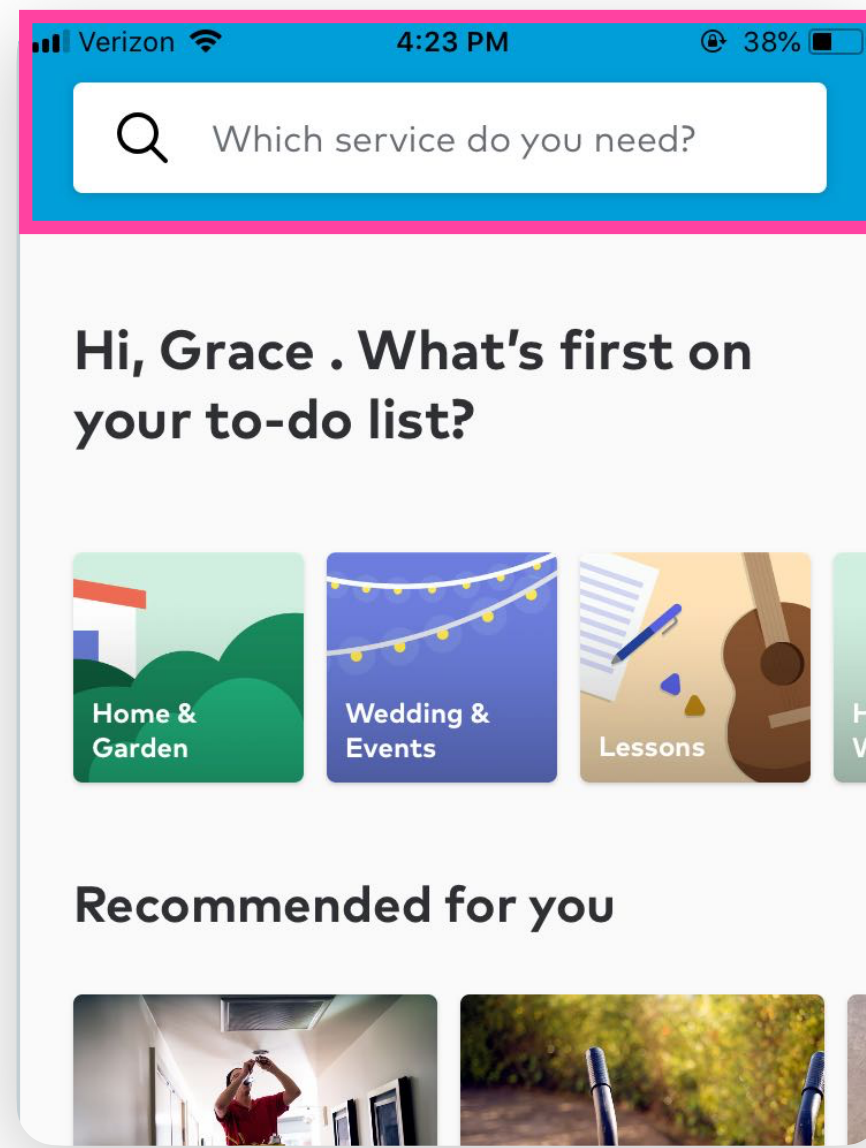 Verizon 4:23 PM 38%
Which service do you need?
Hi, Grace . What's first on
your to-do list?
Home &
Garden
Wedding &
Events
Lessons
Recommended for you